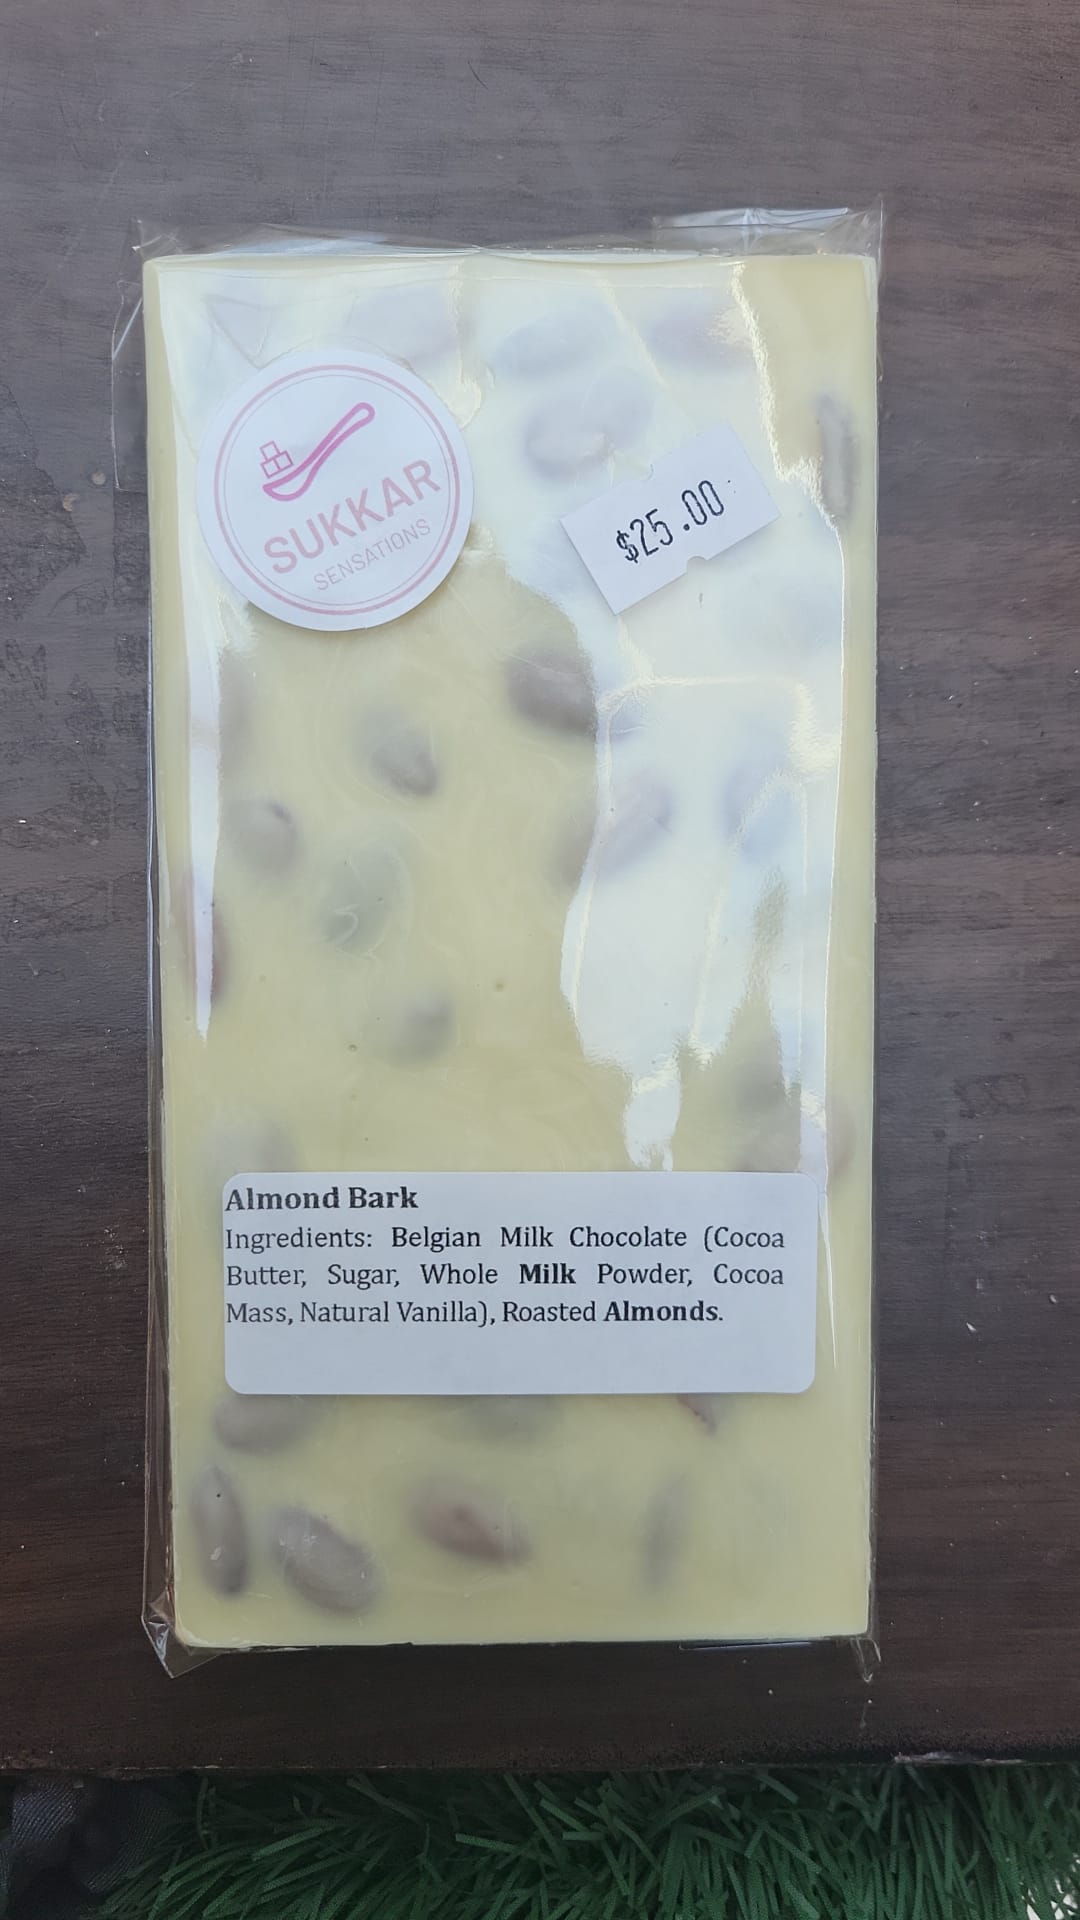 SUKKAR
SENSATIONS
$25.00
Almond Bark
Ingredients: Belgian Milk Chocolate (Cocoa
Butter, Sugar, Whole Milk Powder, Cocoa
Mass, Natural Vanilla), Roasted Almonds.